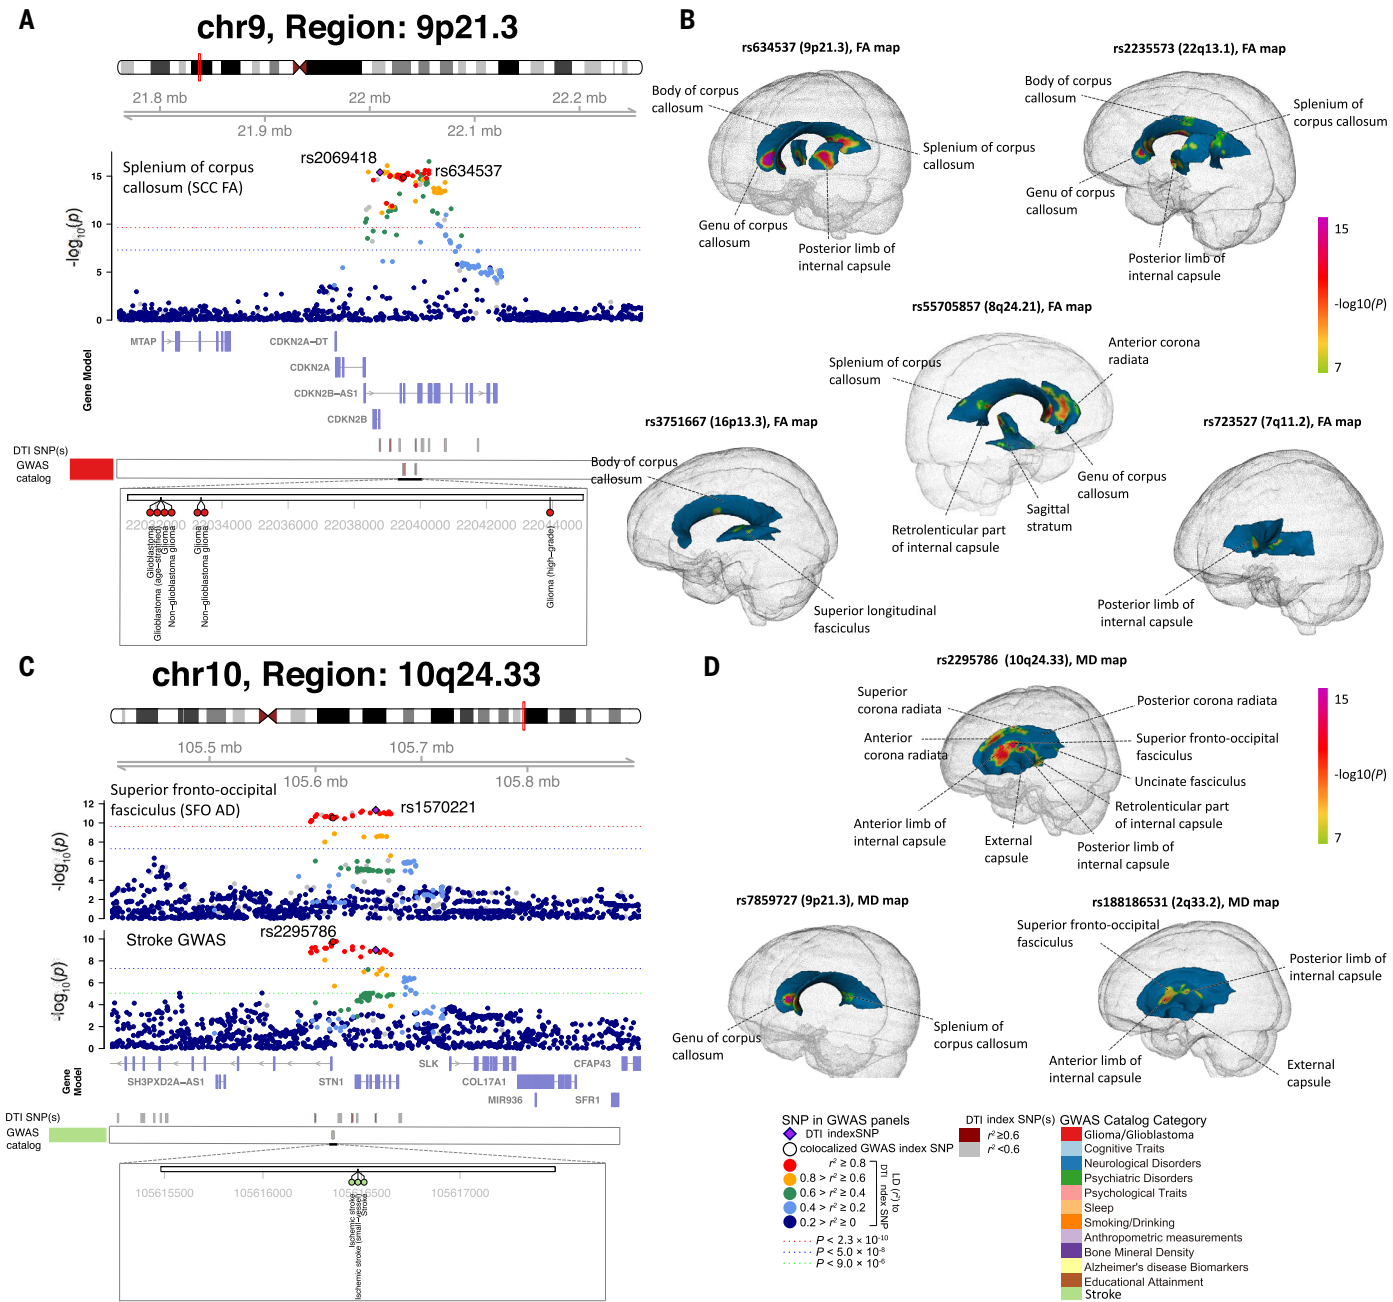 A
chr9, Region: 9p21.3
21.8 mb
22 mb
22.2 mb
21.9 mb
22.1 mb
Splenium of corpus
callosum (SCC FA)
rs2069418
rs634537
-log10(p)
15
10
5
0
MTAP
CDKN2A-DT
CDKN2A
CDKN2B-AS1
CDKN2B
Gene Model
DTI SNP(s)
GWAS
catalog
22032000
22034000
22036000
22038000
22040000
22042000
22044000
Glioblastoma
Glioblastoma (age-stratified)
Glioma
Non-glioblastoma glioma
Glioma
Non-glioblastoma glioma
Glioma (high-grade)
B
rs634537 (9p21.3), FA map
Body of corpus
callosum
Splenium of corpus
callosum
Genu of corpus
callosum
Posterior limb of
internal capsule
rs2235573 (22q13.1), FA map
Body of corpus
callosum
Splenium of
corpus callosum
Genu of corpus
callosum
Posterior limb of
internal capsule
15
-log10(P)
7
rs55705857 (8q24.21), FA map
Splenium of corpus
callosum
Anterior corona
radiata
Genu of corpus
callosum
Sagittal
stratum
Retrolenticular part
of internal capsule
rs3751667 (16p13.3), FA map
Body of corpus
callosum
Superior longitudinal
fasciculus
rs723527 (7q11.2), FA map
Posterior limb of
internal capsule
C
chr10, Region: 10q24.33
105.5 mb
105.7 mb
105.6 mb
105.8 mb
Superior fronto-occipital
fasciculus (SFO AD)
rs1570221
-log10(p)
12
10
8
6
4
2
0
Stroke GWAS
rs2295786
-log10(p)
10
8
6
4
2
0
SH3PXD2A-AS1
STN1
SLK
COL17A1
CFAP43
MIR936
SFR1
Gene
Model
DTI SNP(s)
GWAS
catalog
105615500
105616000
105616500
105617000
Ischemic stroke
Ischemic stroke (small-vessel)
Stroke
D
rs2295786 (10q24.33), MD map
Superior
corona radiata
Anterior
corona radiata
Anterior limb of
internal capsule
External
capsule
Posterior corona radiata
Superior fronto-occipital
fasciculus
Uncinate fasciculus
Retrolenticular part
of internal capsule
Posterior limb of
internal capsule
15
-log10(P)
7
rs7859727 (9p21.3), MD map
Genu of corpus
callosum
Splenium of
corpus callosum
rs188186531 (2q33.2), MD map
Superior fronto-occipital
fasciculus
Posterior limb of
internal capsule
Anterior limb of
internal capsule
External
capsule
SNP in GWAS panels
DTI indexSNP
colocalized GWAS index SNP
r² ≥ 0.8
0.8 > r² ≥ 0.6
0.6 > r² ≥ 0.4
0.4 > r² ≥ 0.2
0.2 > r² ≥ 0
LD (r²) to
DTI index SNP
P < 2.3 × 10⁻¹⁰
P < 5.0 × 10⁻⁸
P < 9.0 × 10⁻⁶
DTI index SNP(s)
r² ≥0.6
r² <0.6
GWAS Catalog Category
Glioma/Glioblastoma
Cognitive Traits
Neurological Disorders
Psychiatric Disorders
Psychological Traits
Sleep
Smoking/Drinking
Anthropometric measurements
Bone Mineral Density
Alzheimer's disease Biomarkers
Educational Attainment
Stroke